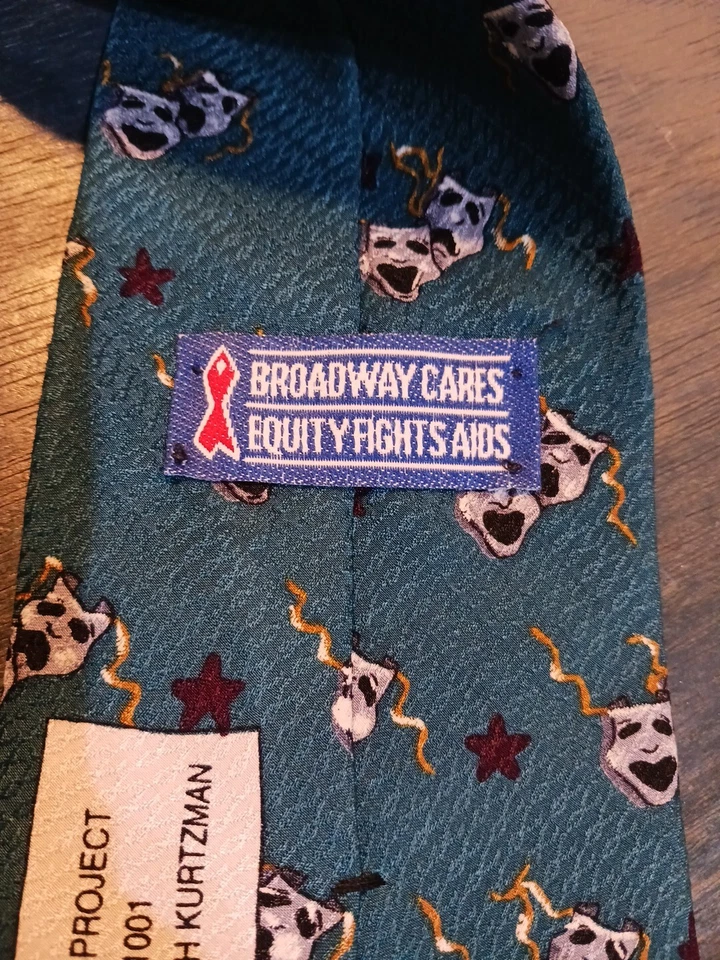 BROADWAY CARES
EQUITY FIGHTS AIDS
PROJECT
1001
H KURTZMAN